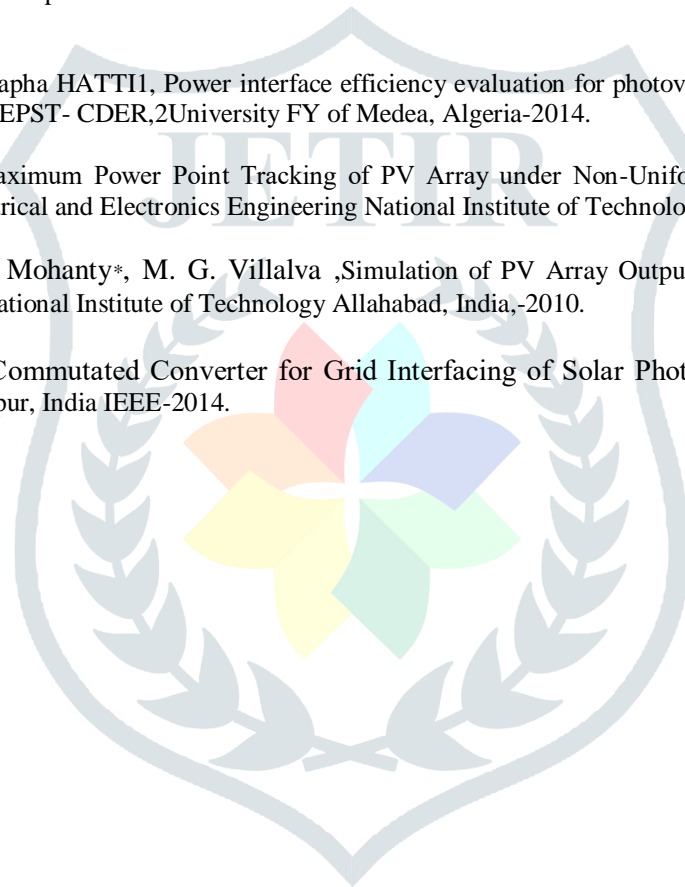 apha HATTI1, Power interface efficiency evaluation for photov
EPST- CDER,2University FY of Medea, Algeria-2014.
aximum Power Point Tracking of PV Array under Non-Unifo
rical and Electronics Engineering National Institute of Technolo
Mohanty*, M. G. Villalva ,Simulation of PV Array Outpu
ational Institute of Technology Allahabad, India,-2010.
Commutated Converter for Grid Interfacing of Solar Phot
pur, India IEEE-2014.
JETIR